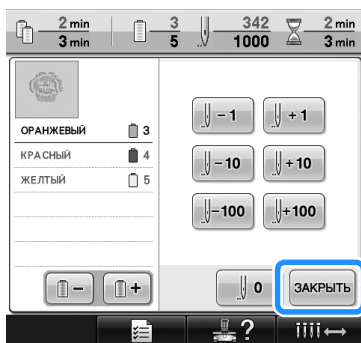 2 min 3 342 2 min
3 min 5 1000 3 min
ОРАНЖЕВЫЙ 3
КРАСНЫЙ 4
ЖЕЛТЫЙ 5
– 1 + 1
– 10 + 10
–100 +100
– + 0 ЗАКРЫТЬ
?